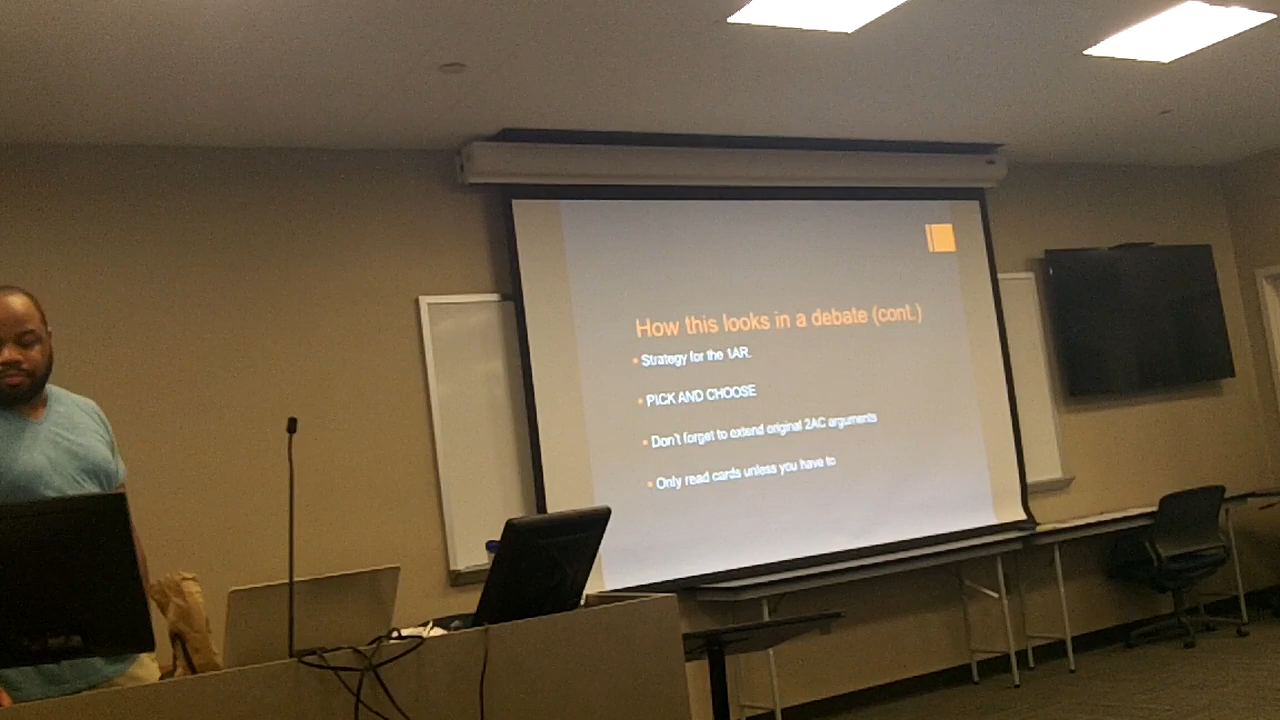 How this looks in a debate (cont.)
Strategy for the 1AR.
PICK AND CHOOSE
Don't forget to extend original 2AC arguments
Only read cards unless you have to